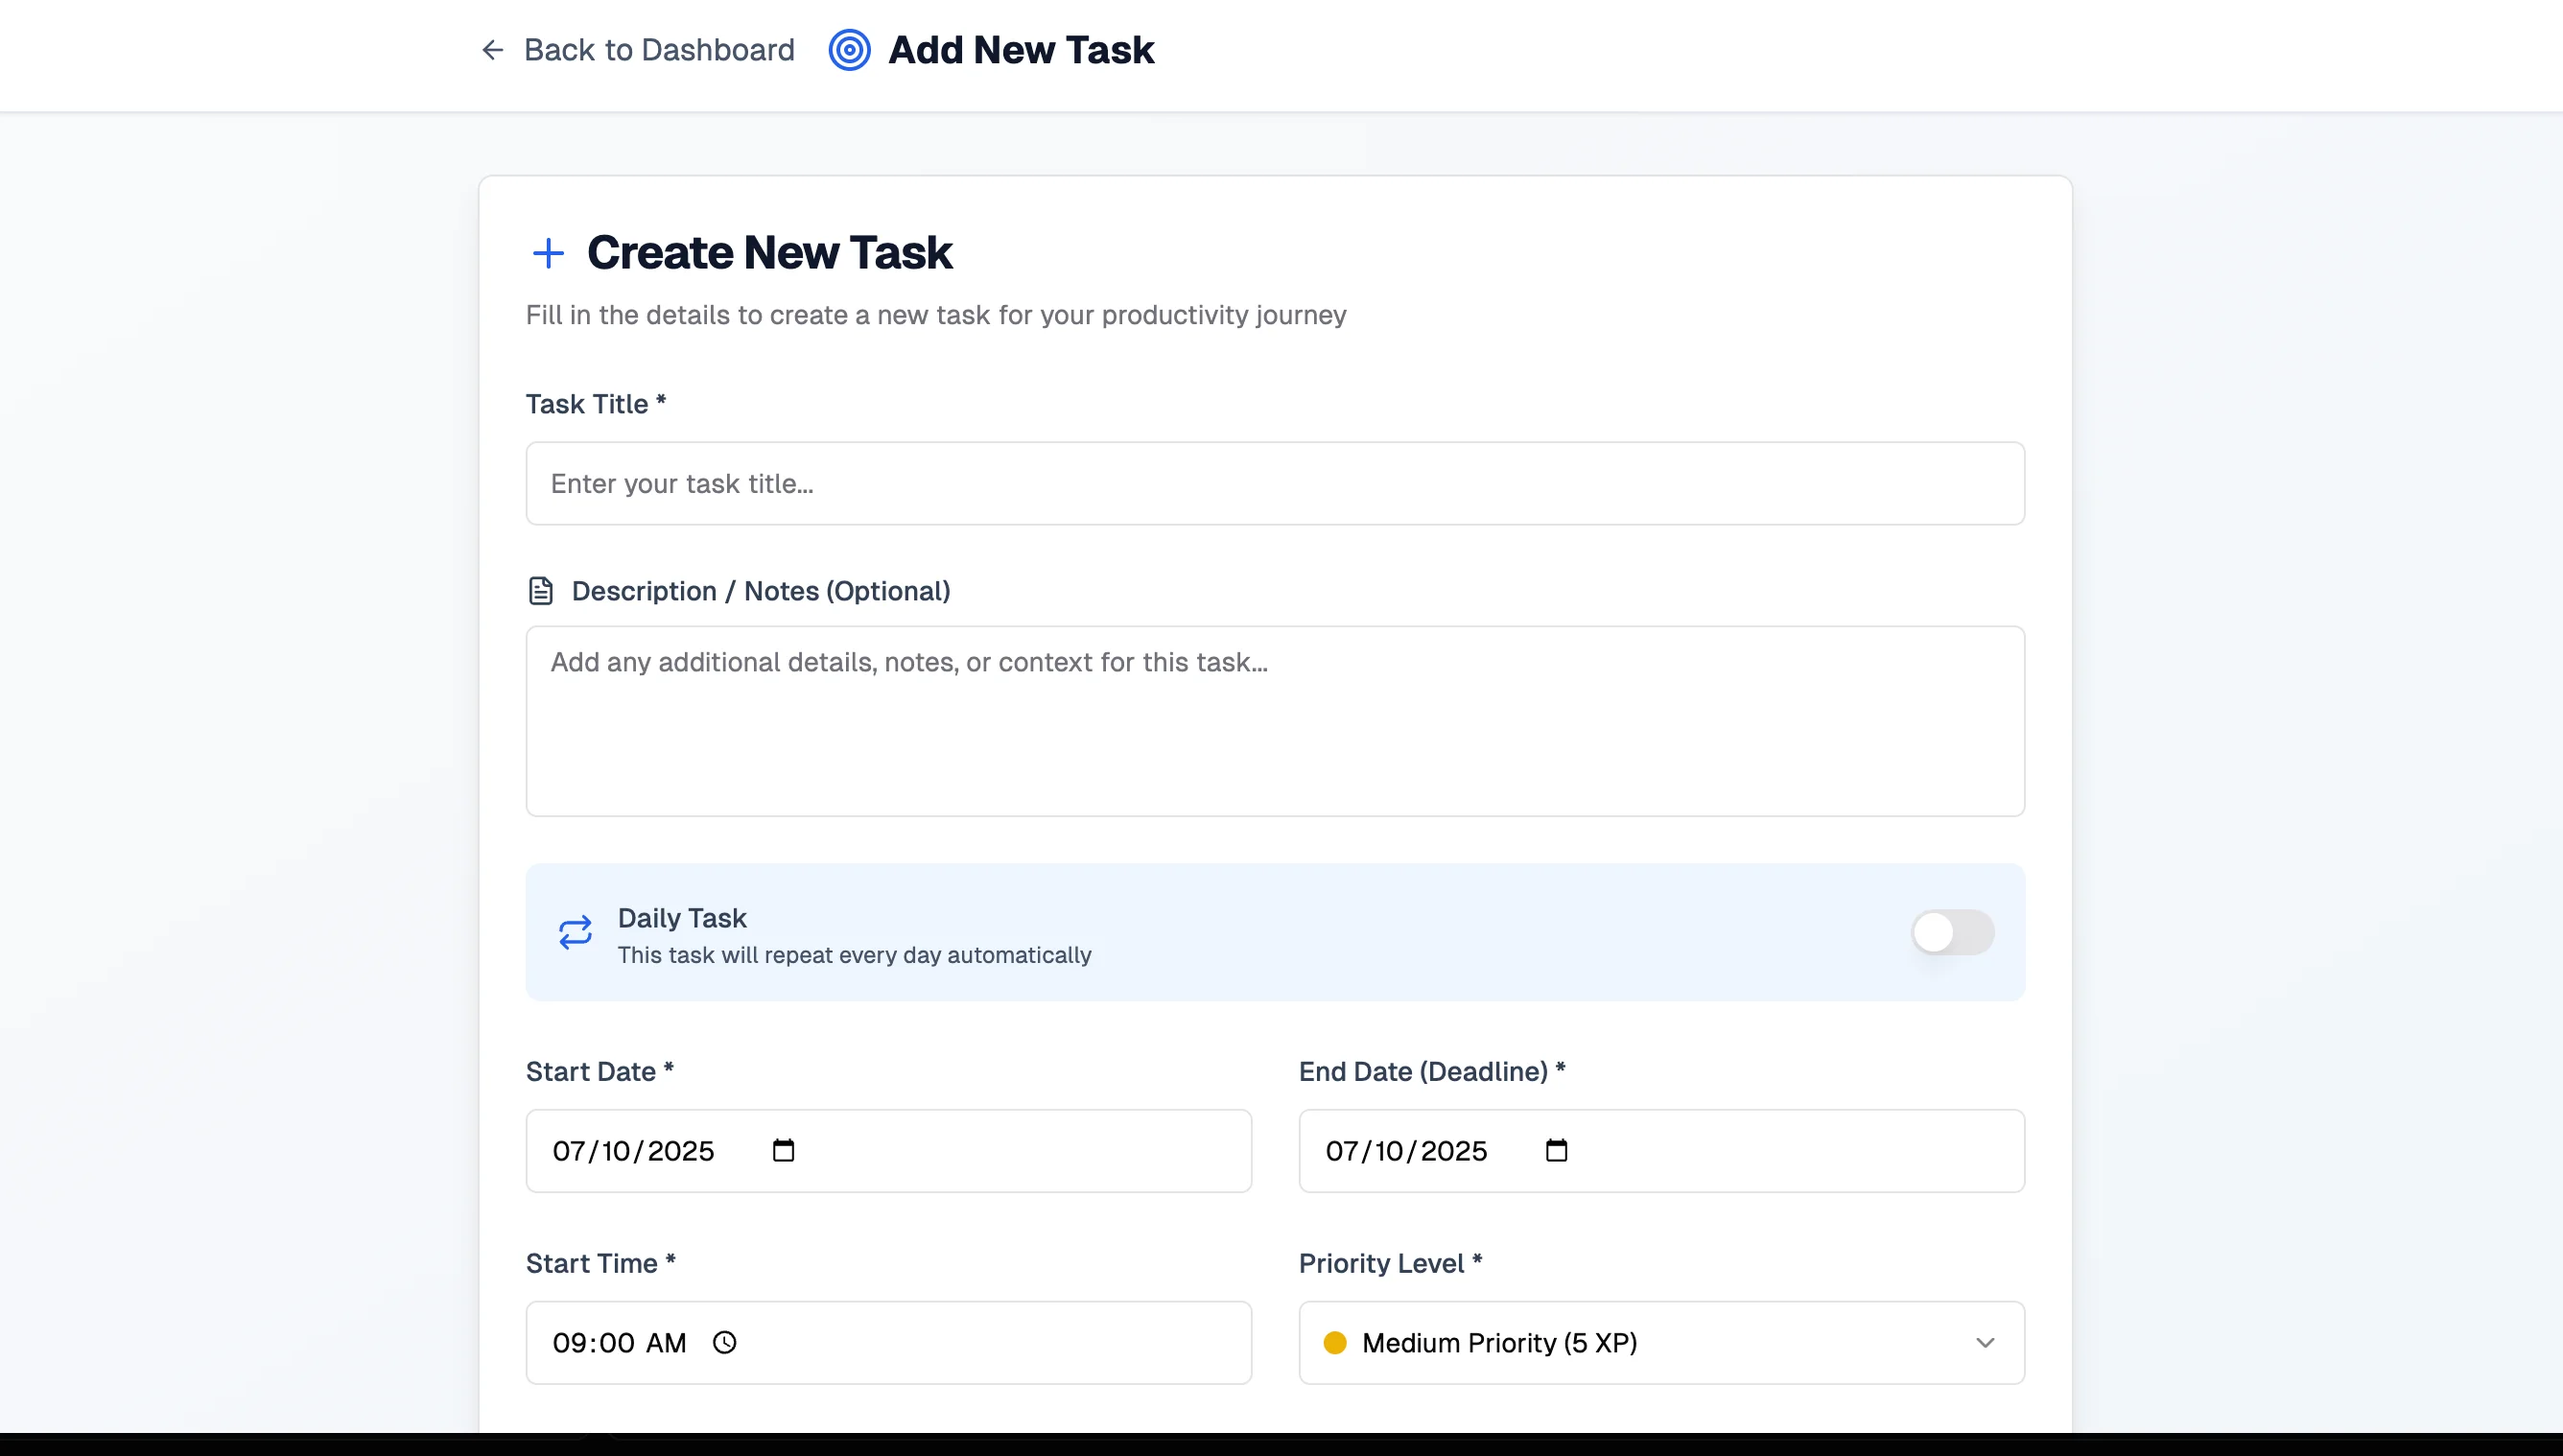 Back to Dashboard
Add New Task
Create New Task
Fill in the details to create a new task for your productivity journey
Task Title *
Enter your task title...
Description / Notes (Optional)
Add any additional details, notes, or context for this task...
Daily Task
This task will repeat every day automatically
Start Date *
End Date (Deadline) *
07/10/2025
07/10/2025
Start Time *
Priority Level *
09:00 AM
Medium Priority (5 XP)